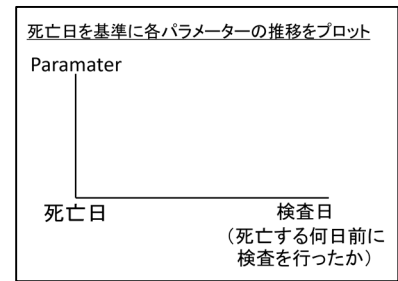 死亡日を基準に各パラメーターの推移をプロット
Paramater
死亡日
検査日
（死亡する何日前に
検査を行ったか）